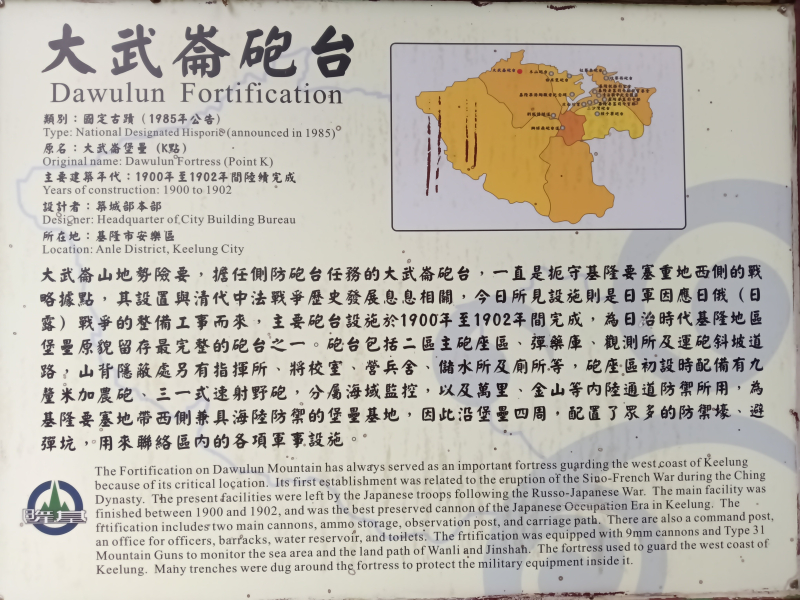 大武崙砲台
Dawulun Fortification
類別：國定古蹟（1985年公告）
Type: National Designated Hisporic (announced in 1985)
原名：大武崙堡壘（K點）
Original name: Dawulun Fortress (Point K)
主要建築年代：1900年至1902年間陸續完成
Years of construction: 1900 to 1902
設計者：築城部本部
Designer: Headquarter of City Building Bureau
所在地：基隆市安樂區
Location: Anle District, Keelung City
大武崙山地勢險要，擔任側防砲台任務的大武崙砲台，一直是扼守基隆要塞重地西側的戰
略據點，其設置與清代中法戰爭歷史發展息息相關，今日所見設施則是日軍因應日俄（日
露）戰爭的整備工事而來，主要砲台設施於1900年至1902年間完成，為日治時代基隆地區
堡壘原貌留存最完整的砲台之一。砲台包括二區主砲座區、彈藥庫、觀測所及運砲斜坡道
路，山背隱蔽處另有指揮所、將校室、營兵舍、儲水所及廁所等，砲座區初設時配備有九
釐米加農砲、三一式速射野砲，分屬海域監控，以及萬里、金山等內陸通道防禦所用，為
基隆要塞地帶西側兼具海陸防禦的堡壘基地，因此沿堡壘四周，配置了眾多的防禦壕、避
彈坑，用來聯絡區內的各項軍事設施。
The Fortification on Dawulun Mountain has always served as an important fortress guarding the west coast of Keelung
because of its critical location. Its first establishment was related to the eruption of the Sino-French War during the Ching
Dynasty. The present facilities were left by the Japanese troops following the Russo-Japanese War. The main facility was
finished between 1900 and 1902, and was the best preserved cannon of the Japanese Occupation Era in Keelung. The
frtification includes two main cannons, ammo storage, observation post, and carriage path. There are also a command post,
an office for officers, barracks, water reservoir, and toilets. The frtification was equipped with 9mm cannons and Type 31
Mountain Guns to monitor the sea area and the land path of Wanli and Jinshan. The fortress used to guard the west coast of
Keelung. Many trenches were dug around the fortress to protect the military equipment inside it.